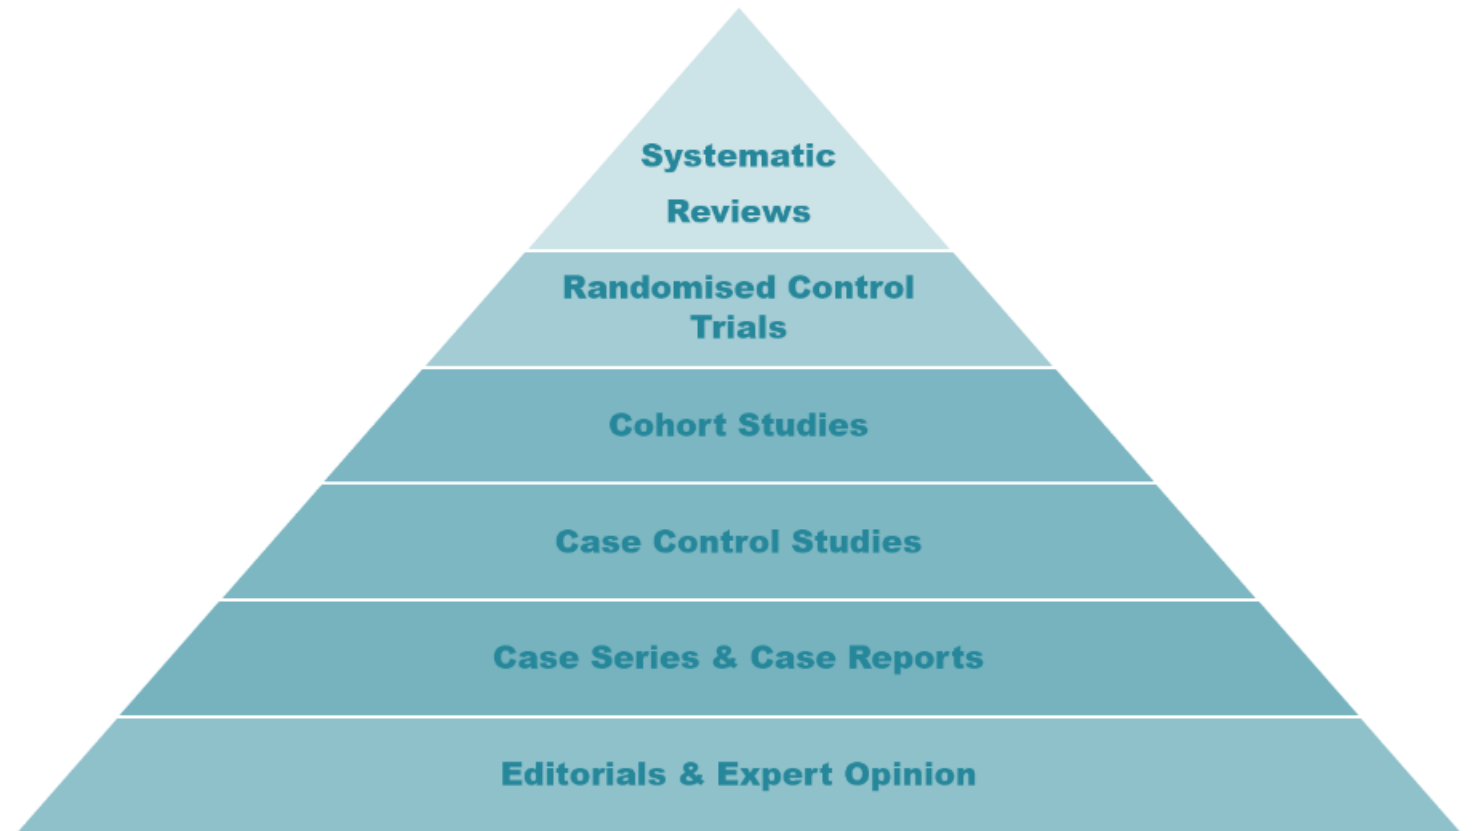 Systematic
Reviews
Randomised Control
Trials
Cohort Studies
Case Control Studies
Case Series & Case Reports
Editorials & Expert Opinion